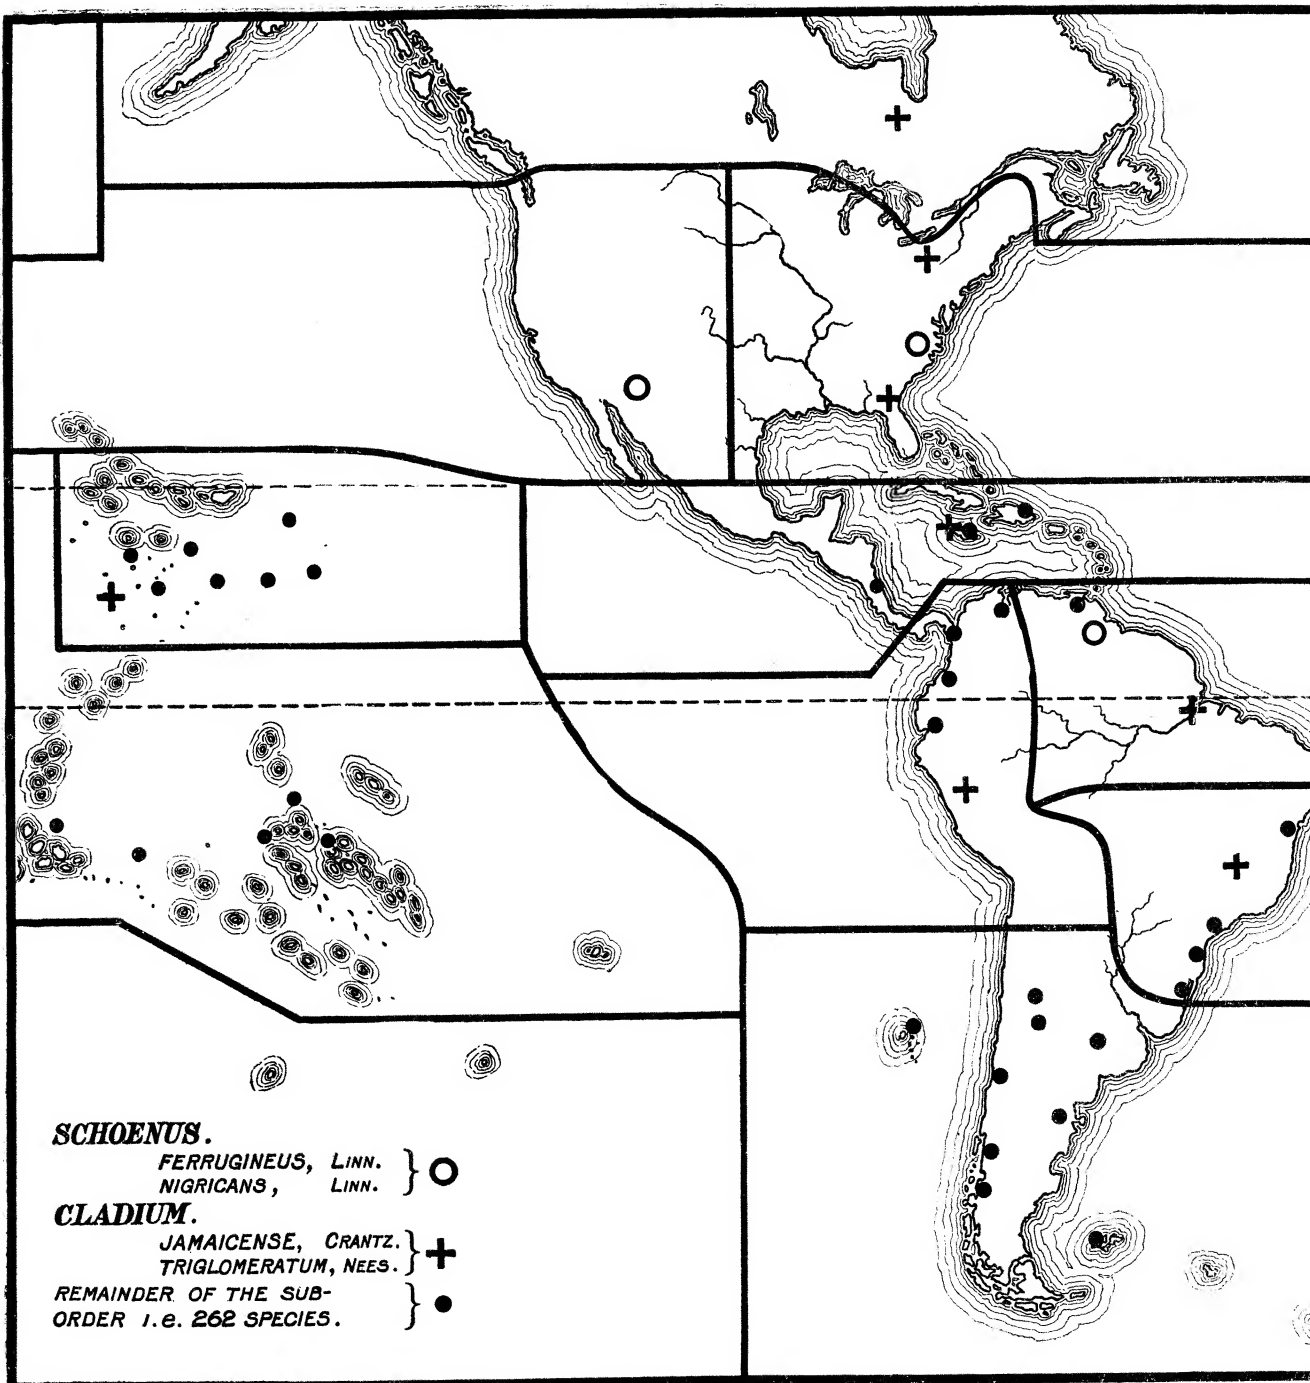 SCHOENUS.
FERRUGINEUS, LINN.
NIGRICANS, LINN.
CLADIUM.
JAMAICENSE, CRANTZ.
TRIGLOMERATUM, NEES.
REMAINDER OF THE SUB-
ORDER i.e. 262 SPECIES.